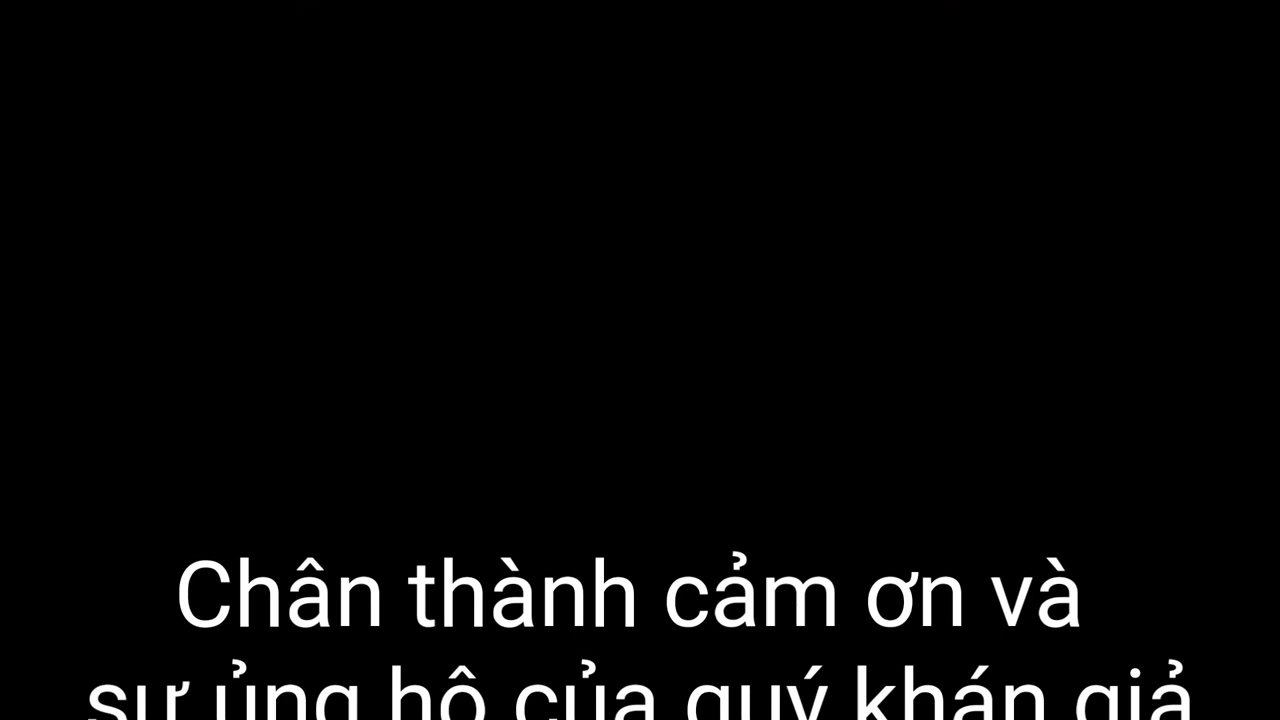 Chân thành cảm ơn và
sự ủng hộ của quý khán giả